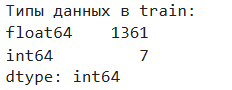 Типы данных в train:
float64    1361
int64         7
dtype: int64